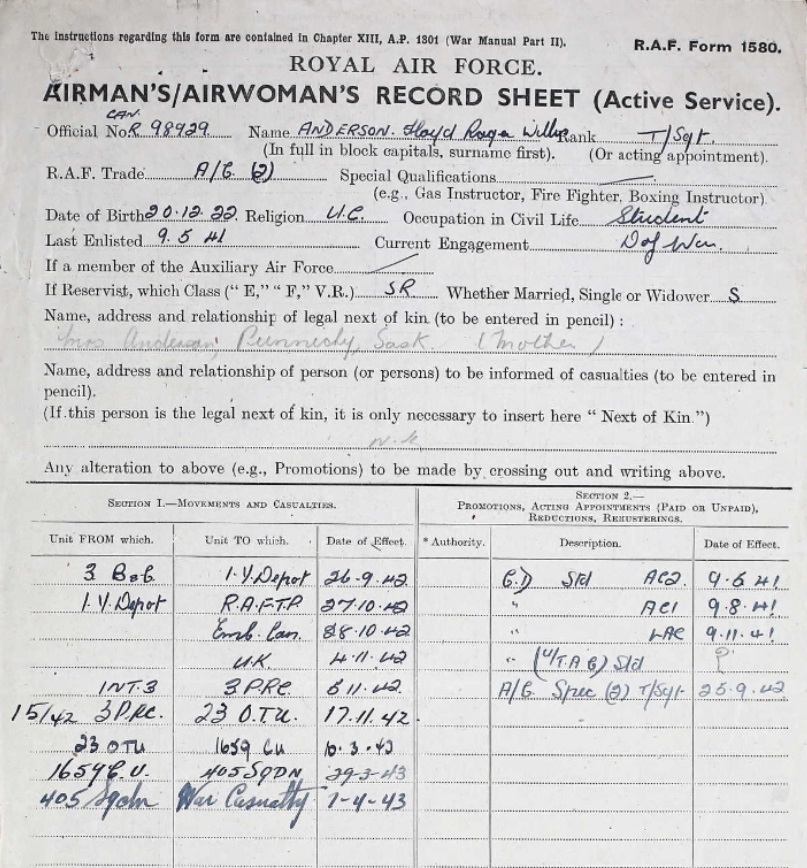 The instructions regarding this form are contained in Chapter XIII, A.P. 1301 (War Manual Part II).
R.A.F. Form 1580.
ROYAL AIR FORCE.
AIRMAN'S/AIRWOMAN'S RECORD SHEET (Active Service).
CAN.
Official No. R 98929 Name ANDERSON. Floyd Roger Rank T/Sgt.
(In full in block capitals, surname first). (Or acting appointment).
R.A.F. Trade A/G (2) Special Qualifications
(e.g., Gas Instructor, Fire Fighter, Boxing Instructor).
Date of Birth 20.12.22. Religion U.C. Occupation in Civil Life Student
Last Enlisted 9.5 41 Current Engagement D of War.
If a member of the Auxiliary Air Force
If Reservist, which Class ("E," "F," V.R.) SR Whether Married, Single or Widower S
Name, address and relationship of legal next of kin (to be entered in pencil) :
Mrs Anderson, Punnichy, Sask. (Mother)
Name, address and relationship of person (or persons) to be informed of casualties (to be entered in
pencil).
(If this person is the legal next of kin, it is only necessary to insert here "Next of Kin.")
N.K
Any alteration to above (e.g., Promotions) to be made by crossing out and writing above.
SECTION 1.—MOVEMENTS AND CASUALTIES. SECTION 2.—
PROMOTIONS, ACTING APPOINTMENTS (PAID OR UNPAID),
REDUCTIONS, REMUSTERINGS.
Unit FROM which. Unit TO which. Date of Effect. * Authority. Description. Date of Effect.
3 B&G 1.Y.Depot 26.9.42 G.D Std AC2 9.5 41
1.Y.Depot R.A.F.T.P. 27.10.42 " AC1 9.8.41
Emb. Can. 28.10.42 " LAC 9.11.41
U.K. 4.11.42 " (U/T A G) Std ?
INT.3 3 P.R.C. 5 11.42. A/G Spec (2) T/Sgt. 25.9.42
15/42 3 P.R.C. 23 O.T.U. 17.11.42.
23 OTU 1659 CU 10.3.43
1659 C.U. 405 SQDN 29-3-43
405 Sqdn War Casualty 7-4-43